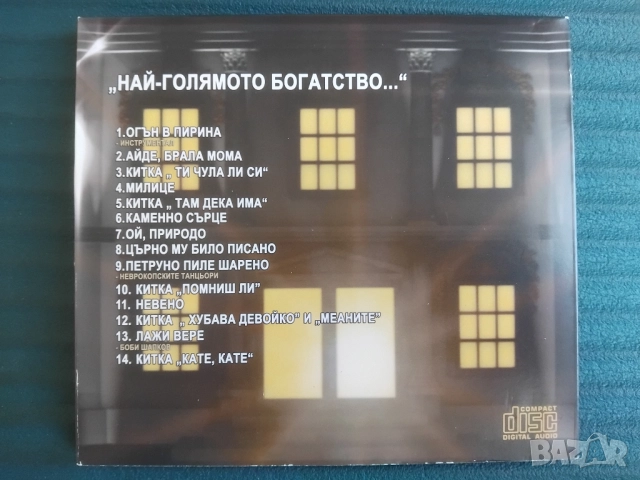 „НАЙ-ГОЛЯМОТО БОГАТСТВО..."
1.ОГЪН В ПИРИНА
- ИНСТРУМЕНТАЛ
2.АЙДЕ, БРАЛА МОМА
3.КИТКА „ ТИ ЧУЛА ЛИ СИ"
4.МИЛИЦЕ
5.КИТКА „ ТАМ ДЕКА ИМА"
6.КАМЕННО СЪРЦЕ
7.ОЙ, ПРИРОДО
8.ЦЪРНО МУ БИЛО ПИСАНО
9.ПЕТРУНО ПИЛЕ ШАРЕНО
- НЕВРОКОПСКИТЕ ТАНЦЬОРИ
10. КИТКА „ПОМНИШ ЛИ"
11. НЕВЕНО
12. КИТКА „ ХУБАВА ДЕВОЙКО" И „МЕАНИТЕ"
13. ЛАЖИ ВЕРЕ
- БОБИ ШАПКОВ
14. КИТКА „КАТЕ, КАТЕ"
COMPACT
disc
DIGITAL AUDIO
BAZAR
bg